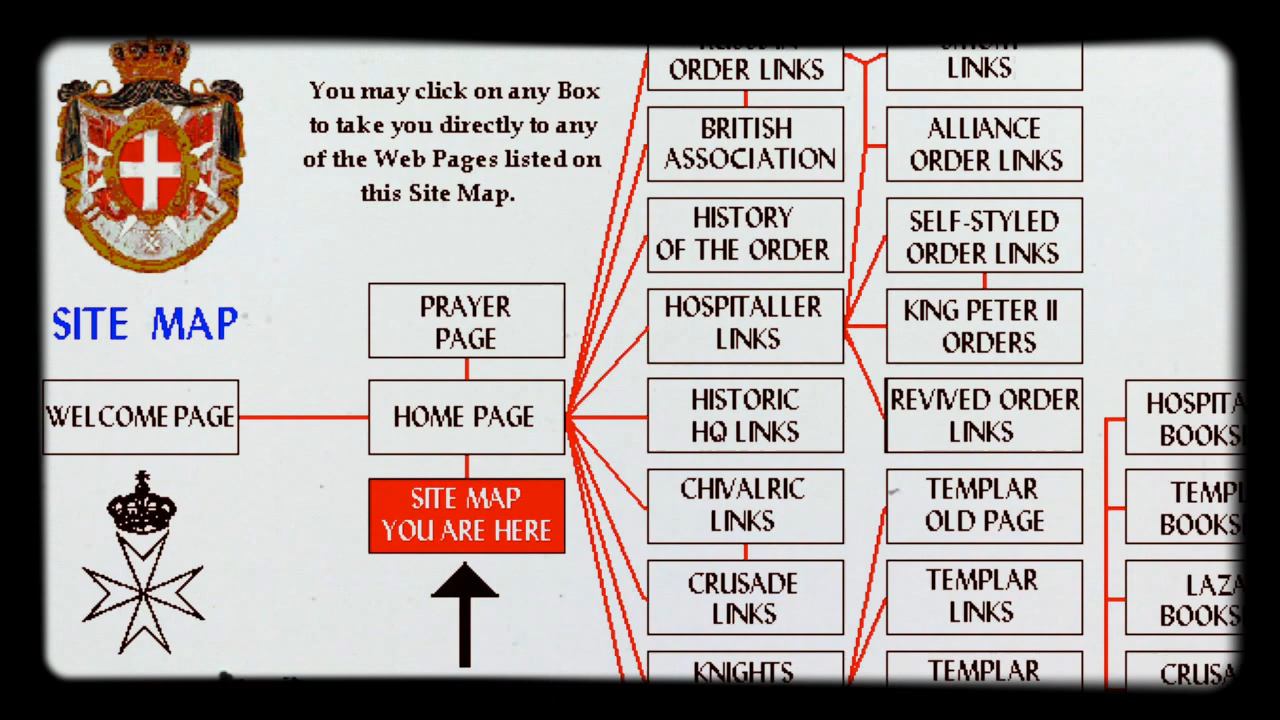 You may click on any Box
to take you directly to any
of the Web Pages listed on
this Site Map.
SITE MAP
WELCOME PAGE
PRAYER
PAGE
HOME PAGE
SITE MAP
YOU ARE HERE
ORDER LINKS
BRITISH
ASSOCIATION
HISTORY
OF THE ORDER
HOSPITALLER
LINKS
HISTORIC
HQ LINKS
CHIVALRIC
LINKS
CRUSADE
LINKS
KNIGHTS
LINKS
ALLIANCE
ORDER LINKS
SELF-STYLED
ORDER LINKS
KING PETER II
ORDERS
REVIVED ORDER
LINKS
TEMPLAR
OLD PAGE
TEMPLAR
LINKS
TEMPLAR